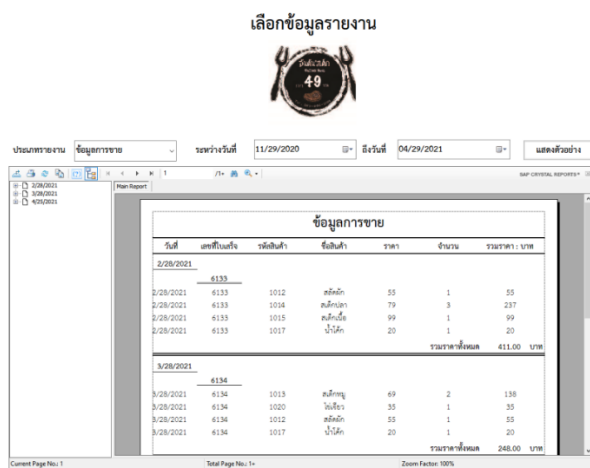 เลือกข้อมูลรายงาน
49
ประเภทรายงาน ข้อมูลการขาย ระหว่างวันที่ 11/29/2020 ถึงวันที่ 04/29/2021 แสดงตัวอย่าง
1 /1+ SAP CRYSTAL REPORTS
2/28/2021
3/28/2021
4/25/2021
Main Report
ข้อมูลการขาย
วันที่ เลขที่ใบเสร็จ รหัสสินค้า ชื่อสินค้า ราคา จำนวน รวมราคา : บาท
2/28/2021
6133
2/28/2021 6133 1012 สลัดผัก 55 1 55
2/28/2021 6133 1014 สเต็กปลา 79 3 237
2/28/2021 6133 1015 สเต็กเนื้อ 99 1 99
2/28/2021 6133 1017 น้ำโค้ก 20 1 20
รวมราคาทั้งหมด 411.00 บาท
3/28/2021
6134
3/28/2021 6134 1013 สเต็กหมู 69 2 138
3/28/2021 6134 1020 ไข่เจียว 35 1 35
3/28/2021 6134 1012 สลัดผัก 55 1 55
3/28/2021 6134 1017 น้ำโค้ก 20 1 20
รวมราคาทั้งหมด 248.00 บาท
Current Page No.: 1 Total Page No.: 1+ Zoom Factor: 100%